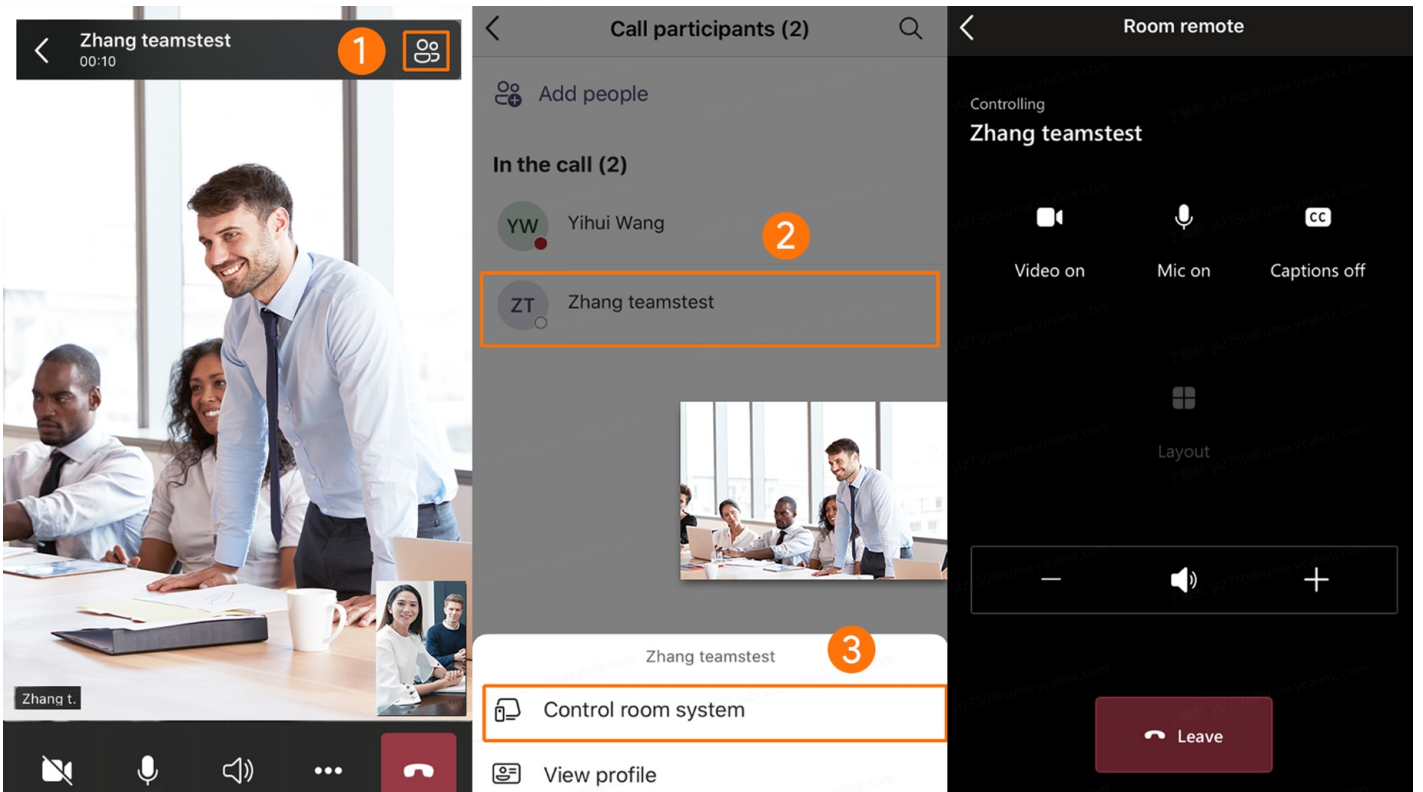 Zhang teamstest
00:10
1
Zhang t.
Call participants (2)
Add people
In the call (2)
YW
Yihui Wang
2
ZT
Zhang teamstest
Zhang teamstest
3
Control room system
View profile
Room remote
Controlling
Zhang teamstest
CC
Video on
Mic on
Captions off
Layout
Leave